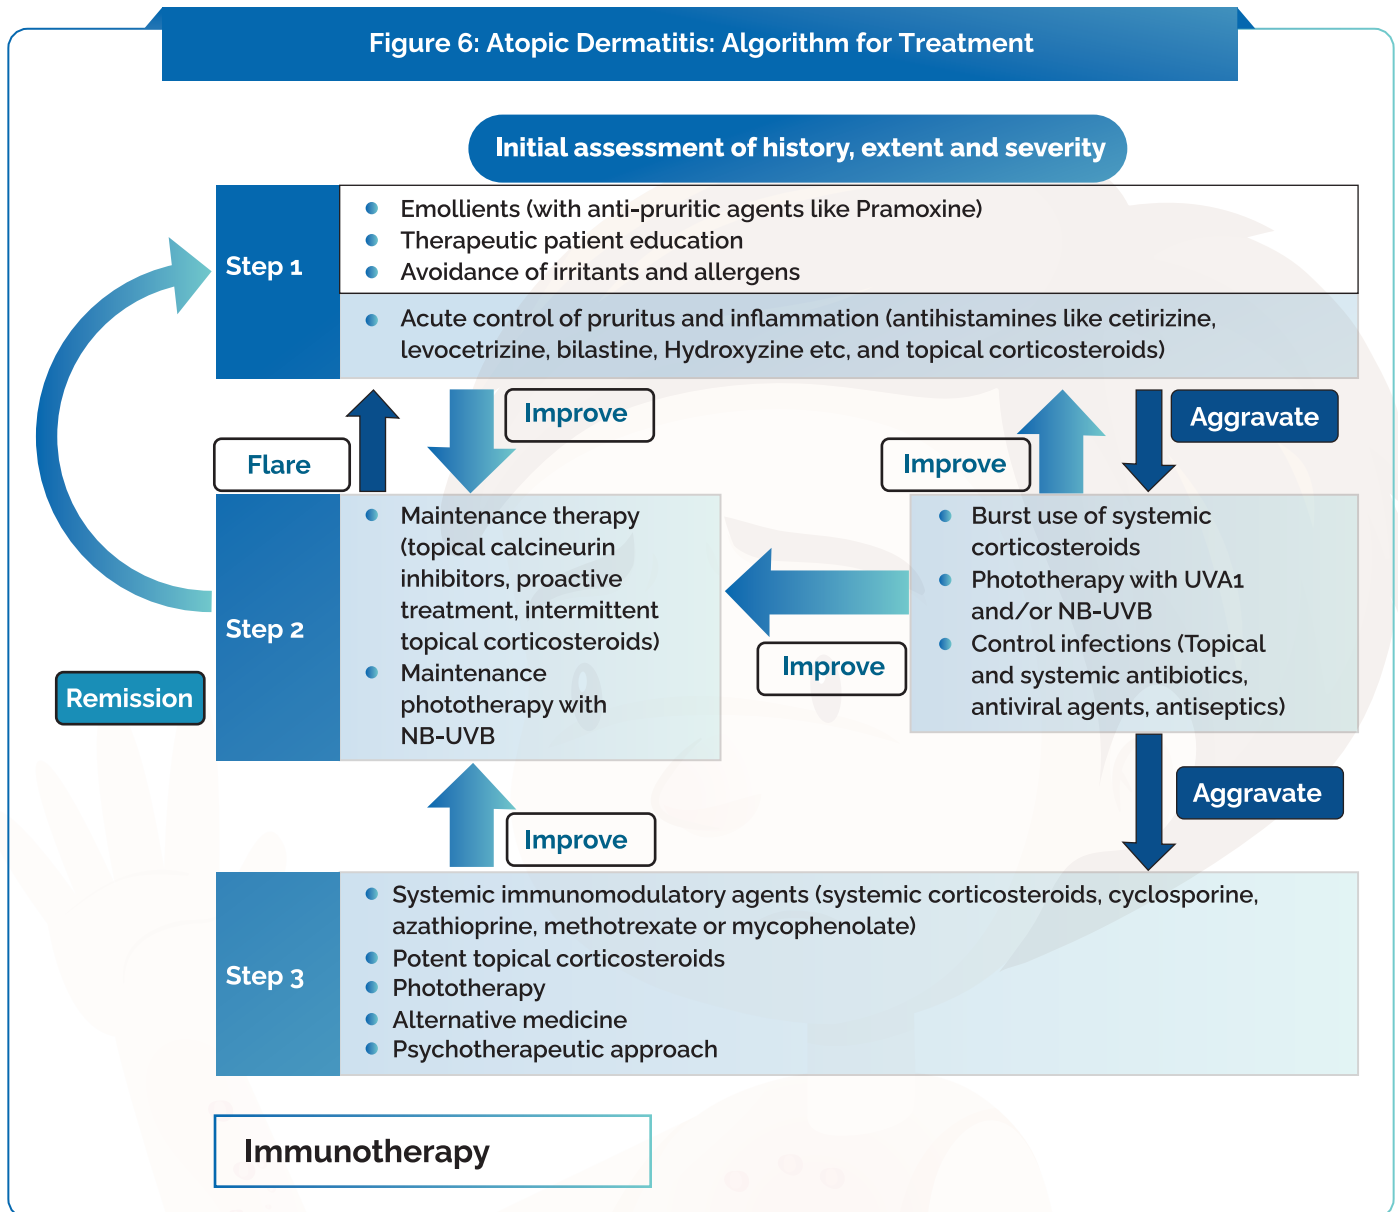 Figure 6: Atopic Dermatitis: Algorithm for Treatment
Initial assessment of history, extent and severity
Step 1
Emollients (with anti-pruritic agents like Pramoxine)
Therapeutic patient education
Avoidance of irritants and allergens
Acute control of pruritus and inflammation (antihistamines like cetirizine,
levocetrizine, bilastine, Hydroxyzine etc, and topical corticosteroids)
Flare
Improve
Improve
Aggravate
Step 2
Maintenance therapy
(topical calcineurin
inhibitors, proactive
treatment, intermittent
topical corticosteroids)
Maintenance
phototherapy with
NB-UVB
Improve
Burst use of systemic
corticosteroids
Phototherapy with UVA1
and/or NB-UVB
Control infections (Topical
and systemic antibiotics,
antiviral agents, antiseptics)
Remission
Improve
Aggravate
Step 3
Systemic immunomodulatory agents (systemic corticosteroids, cyclosporine,
azathioprine, methotrexate or mycophenolate)
Potent topical corticosteroids
Phototherapy
Alternative medicine
Psychotherapeutic approach
Immunotherapy